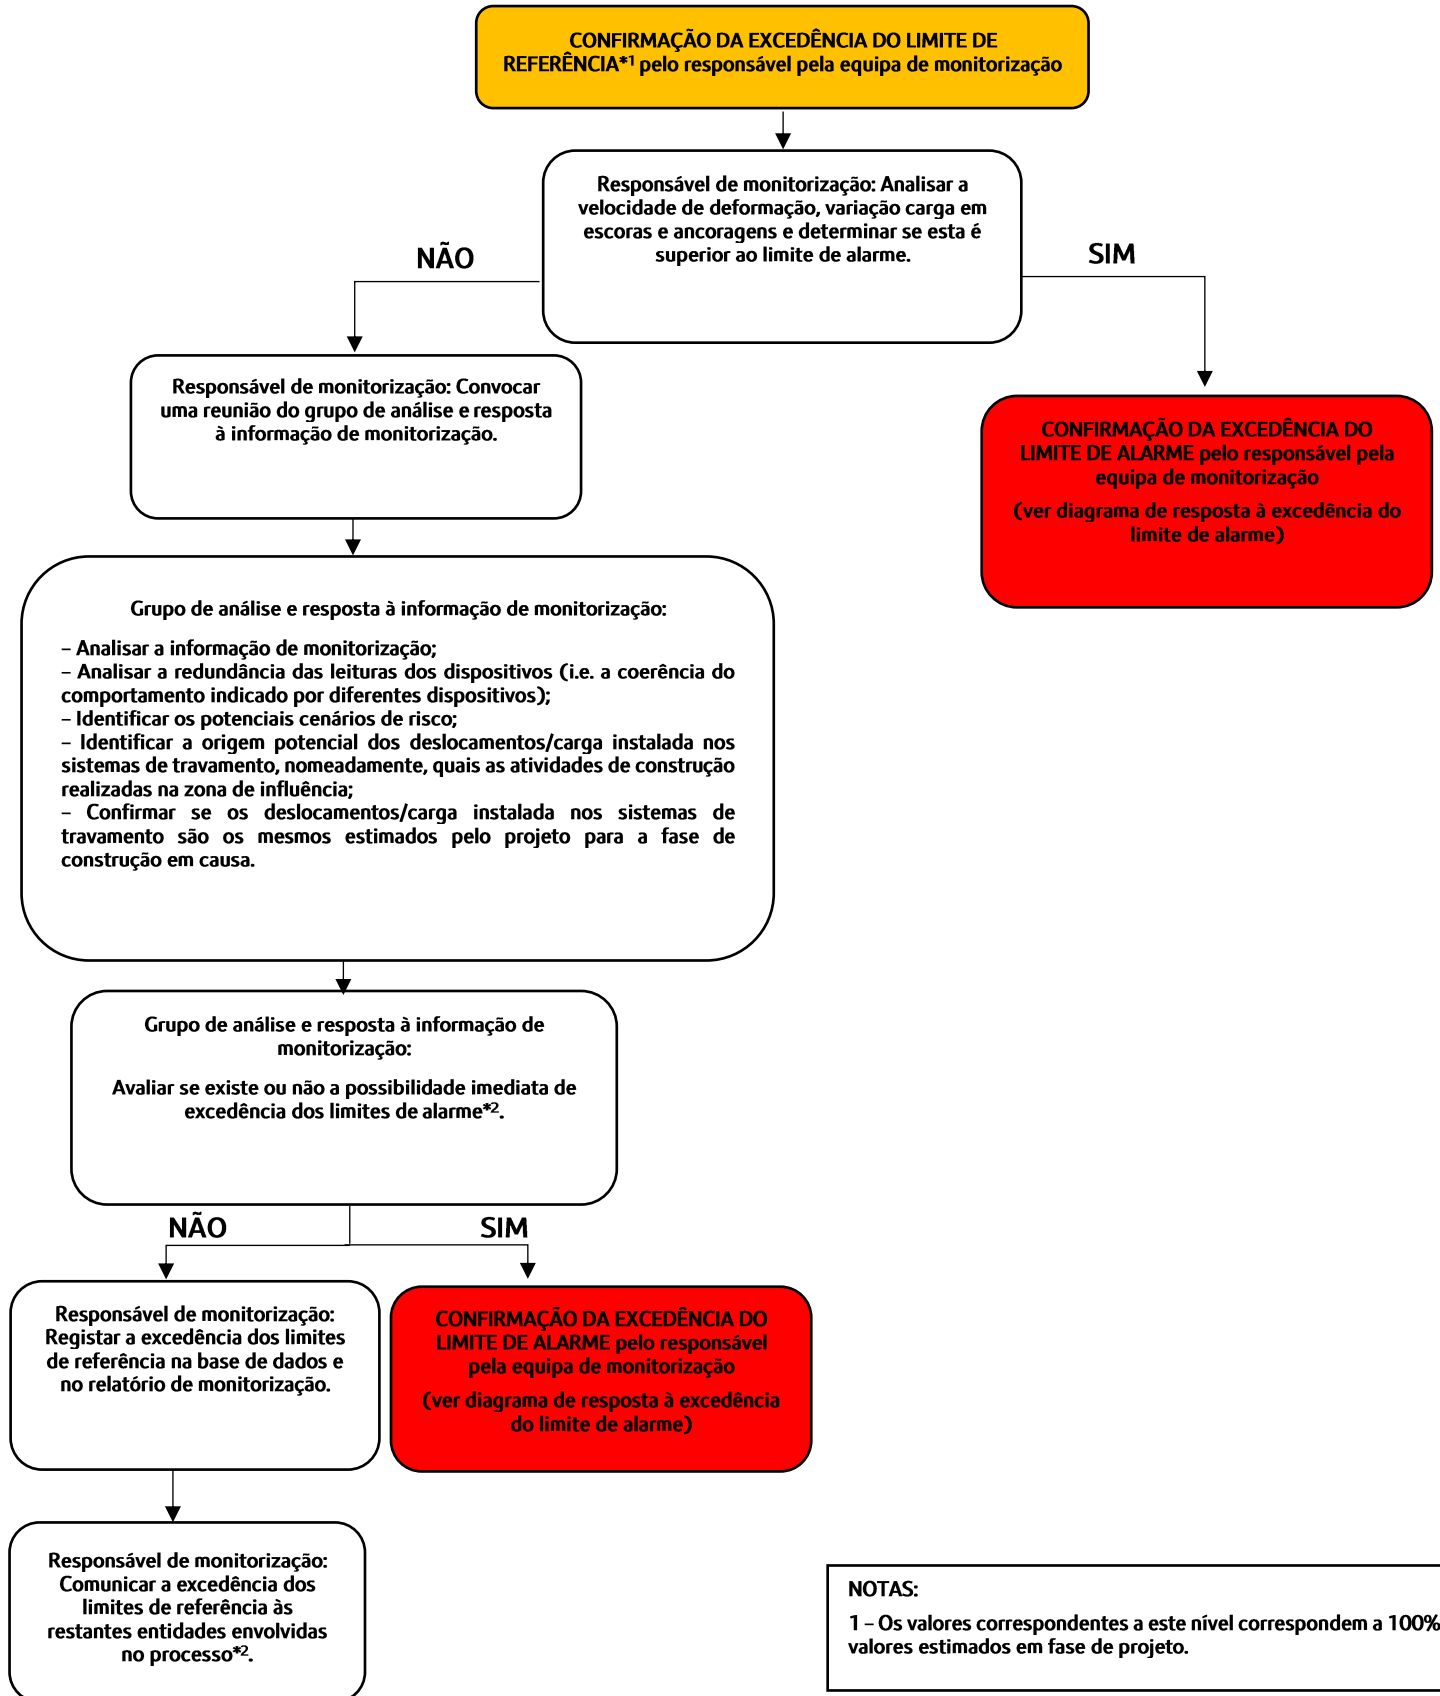 CONFIRMAÇÃO DA EXCEDÊNCIA DO LIMITE DE
REFERÊNCIA*1 pelo responsável pela equipa de monitorização
Responsável de monitorização: Analisar a
velocidade de deformação, variação carga em
escoras e ancoragens e determinar se esta é
superior ao limite de alarme.
NÃO
SIM
Responsável de monitorização: Convocar
uma reunião do grupo de análise e resposta
à informação de monitorização.
CONFIRMAÇÃO DA EXCEDÊNCIA DO
LIMITE DE ALARME pelo responsável pela
equipa de monitorização
(ver diagrama de resposta à excedência do
limite de alarme)
Grupo de análise e resposta à informação de monitorização:
– Analisar a informação de monitorização;
– Analisar a redundância das leituras dos dispositivos (i.e. a coerência do
comportamento indicado por diferentes dispositivos);
– Identificar os potenciais cenários de risco;
– Identificar a origem potencial dos deslocamentos/carga instalada nos
sistemas de travamento, nomeadamente, quais as atividades de construção
realizadas na zona de influência;
– Confirmar se os deslocamentos/carga instalada nos sistemas de
travamento são os mesmos estimados pelo projeto para a fase de
construção em causa.
Grupo de análise e resposta à informação de
monitorização:
Avaliar se existe ou não a possibilidade imediata de
excedência dos limites de alarme*2.
NÃO
SIM
Responsável de monitorização:
Registar a excedência dos limites
de referência na base de dados e
no relatório de monitorização.
CONFIRMAÇÃO DA EXCEDÊNCIA DO
LIMITE DE ALARME pelo responsável
pela equipa de monitorização
(ver diagrama de resposta à excedência
do limite de alarme)
Responsável de monitorização:
Comunicar a excedência dos
limites de referência às
restantes entidades envolvidas
no processo*2.
NOTAS:
1 – Os valores correspondentes a este nível correspondem a 100%
valores estimados em fase de projeto.